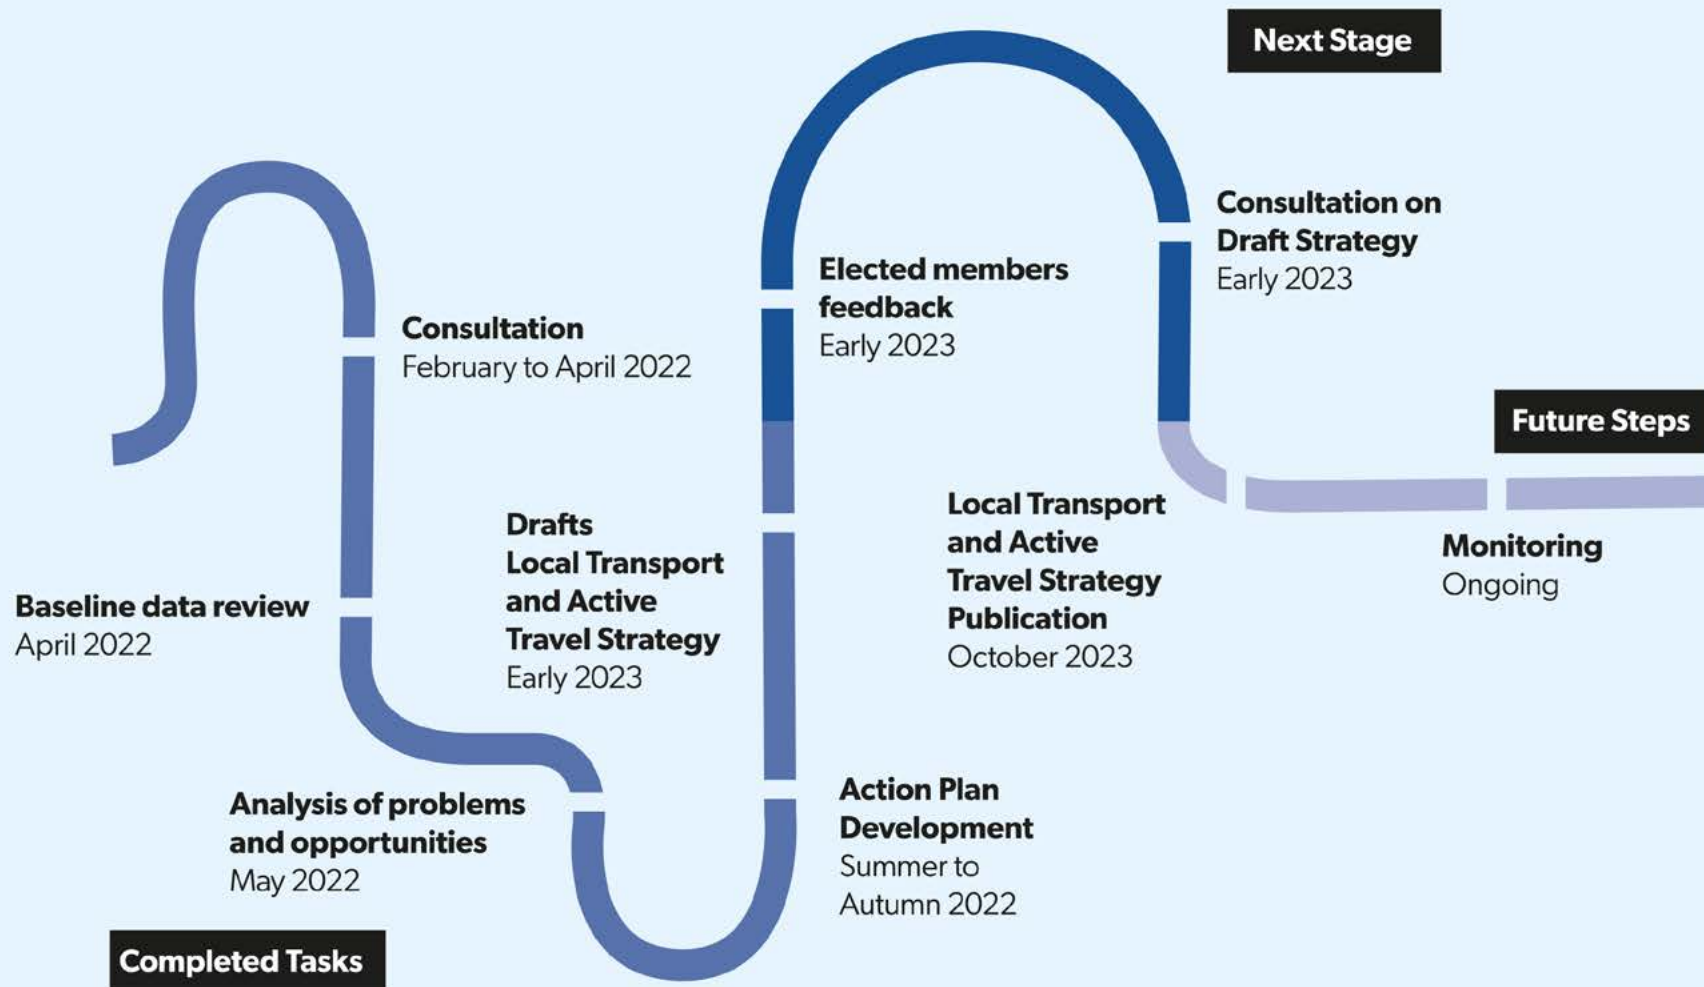 Next Stage
Consultation
February to April 2022
Baseline data review
April 2022
Analysis of problems
and opportunities
May 2022
Completed Tasks
Action Plan
Development
Summer to
Autumn 2022
Drafts
Local Transport
and Active
Travel Strategy
Early 2023
Elected members
feedback
Early 2023
Consultation on
Draft Strategy
Early 2023
Future Steps
Local Transport
and Active
Travel Strategy
Publication
October 2023
Monitoring
Ongoing